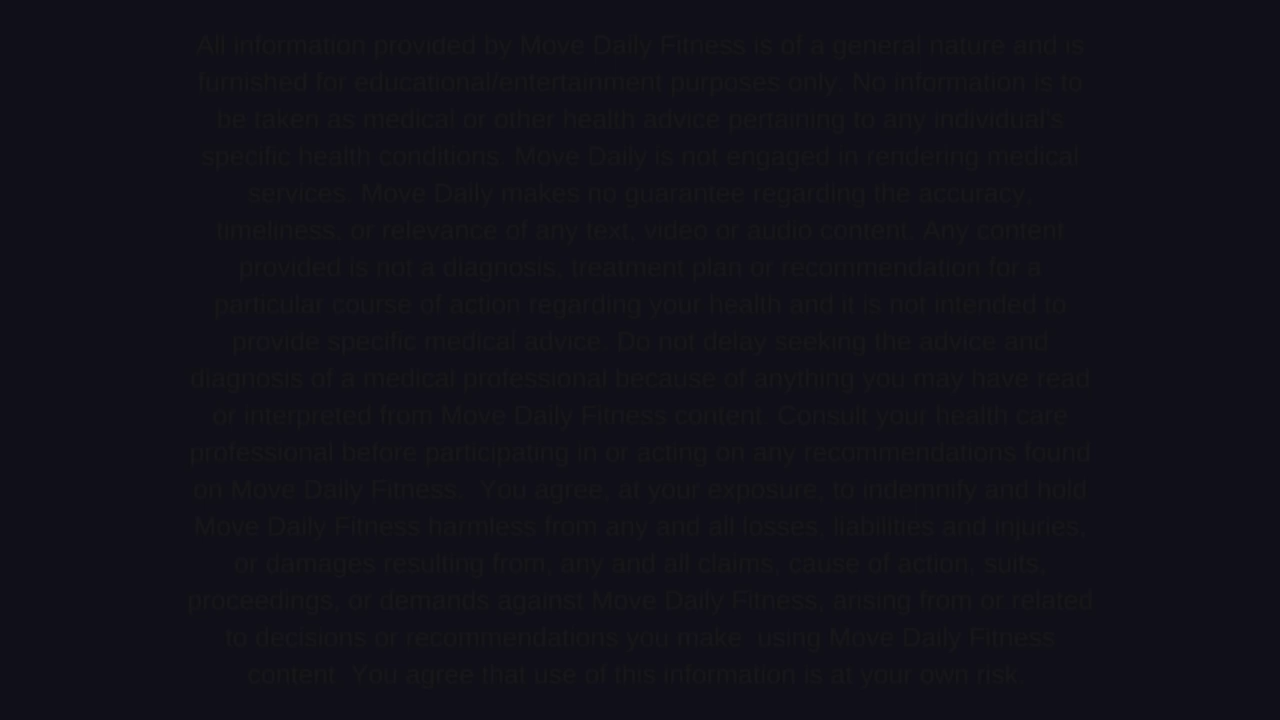 All information provided by Move Daily Fitness is of a general nature and is
furnished for educational/entertainment purposes only. No information is to
be taken as medical or other health advice pertaining to any individual's
specific health conditions. Move Daily is not engaged in rendering medical
services. Move Daily makes no guarantee regarding the accuracy,
timeliness, or relevance of any text, video or audio content. Any content
provided is not a diagnosis, treatment plan or recommendation for a
particular course of action regarding your health and it is not intended to
provide specific medical advice. Do not delay seeking the advice and
diagnosis of a medical professional because of anything you may have read
or interpreted from Move Daily Fitness content. Consult your health care
professional before participating in or acting on any recommendations found
on Move Daily Fitness.  You agree, at your exposure, to indemnify and hold
Move Daily Fitness harmless from any and all losses, liabilities and injuries,
or damages resulting from, any and all claims, cause of action, suits,
proceedings, or demands against Move Daily Fitness, arising from or related
to decisions or recommendations you make  using Move Daily Fitness
content. You agree that use of this information is at your own risk.